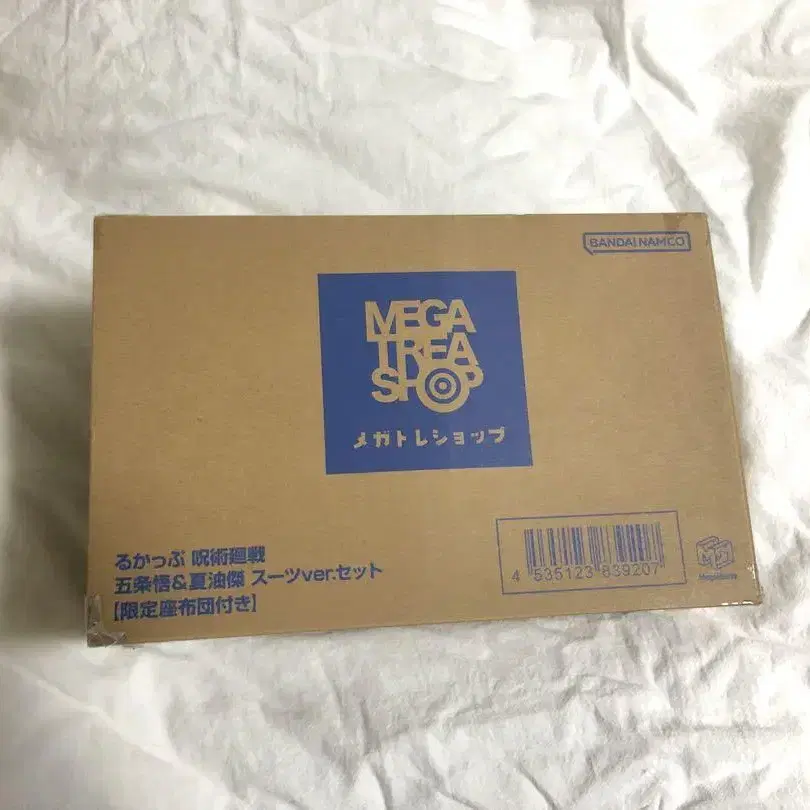 BANDAI NAMCO
MEGA
TREA
SHOP
メガトレショップ
るかっぷ 呪術廻戦
五条悟&夏油傑 スーツver.セット
【限定座布団付き】
4 535123 839207